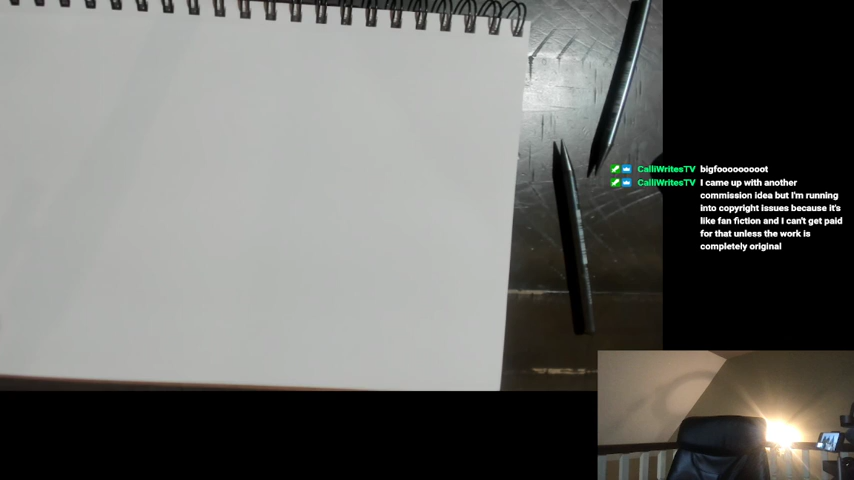 CalliWritesTV bigfooooooooot
CalliWritesTV I came up with another
commission idea but I'm running
into copyright issues because it's
like fan fiction and I can't get paid
for that unless the work is
completely original